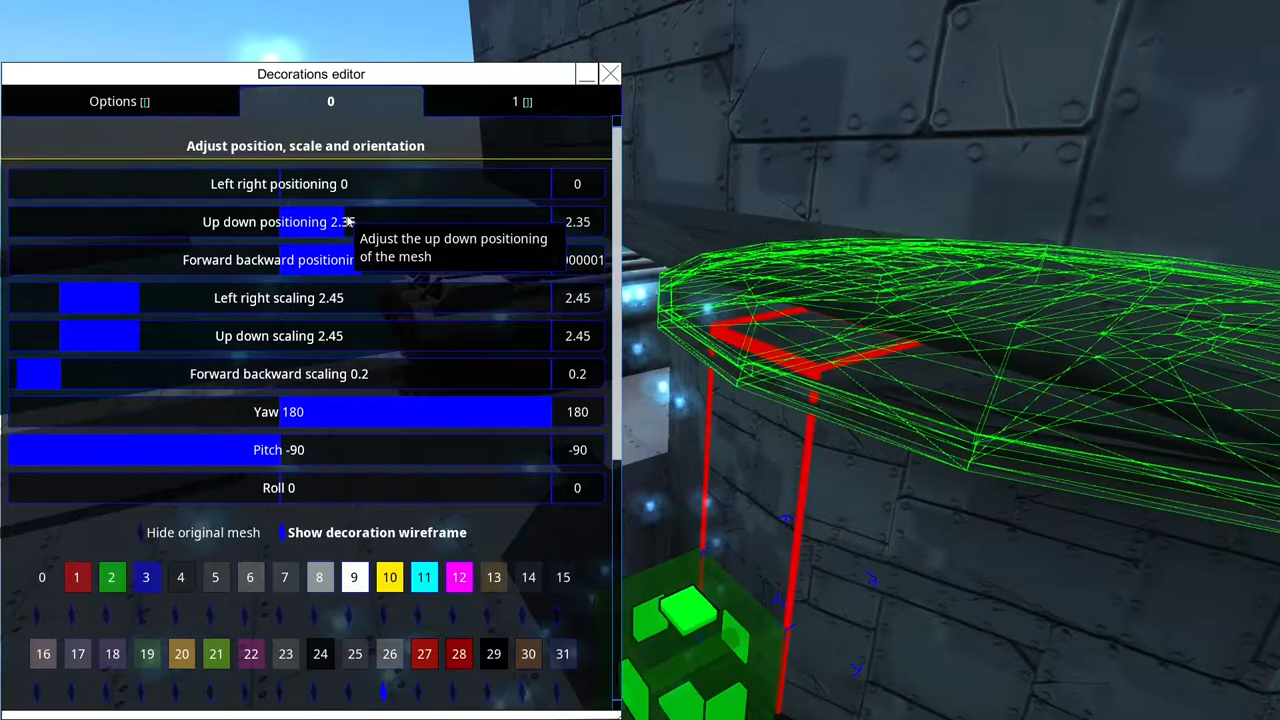 Decorations editor
Options []
0
1 []
Adjust position, scale and orientation
Left right positioning 0
0
Up down positioning 2.35
2.35
Adjust the up down positioning
of the mesh
Forward backward
000001
Left right scaling 2.45
2.45
Up down scaling 2.45
2.45
Forward backward scaling 0.2
0.2
Yaw 180
180
Pitch -90
-90
Roll 0
0
Hide original mesh
Show decoration wireframe
0 1 2 3 4 5 6 7 8 9 10 11 12 13 14 15
16 17 18 19 20 21 22 23 24 25 26 27 28 29 30 31